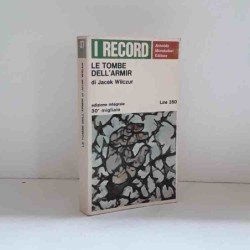 I RECORD
Arnoldo
Mondadori
Editore
LE TOMBE
DELL'ARMIR
di Jacek Wilczur
edizione integrale
30° migliaio
Lire 350